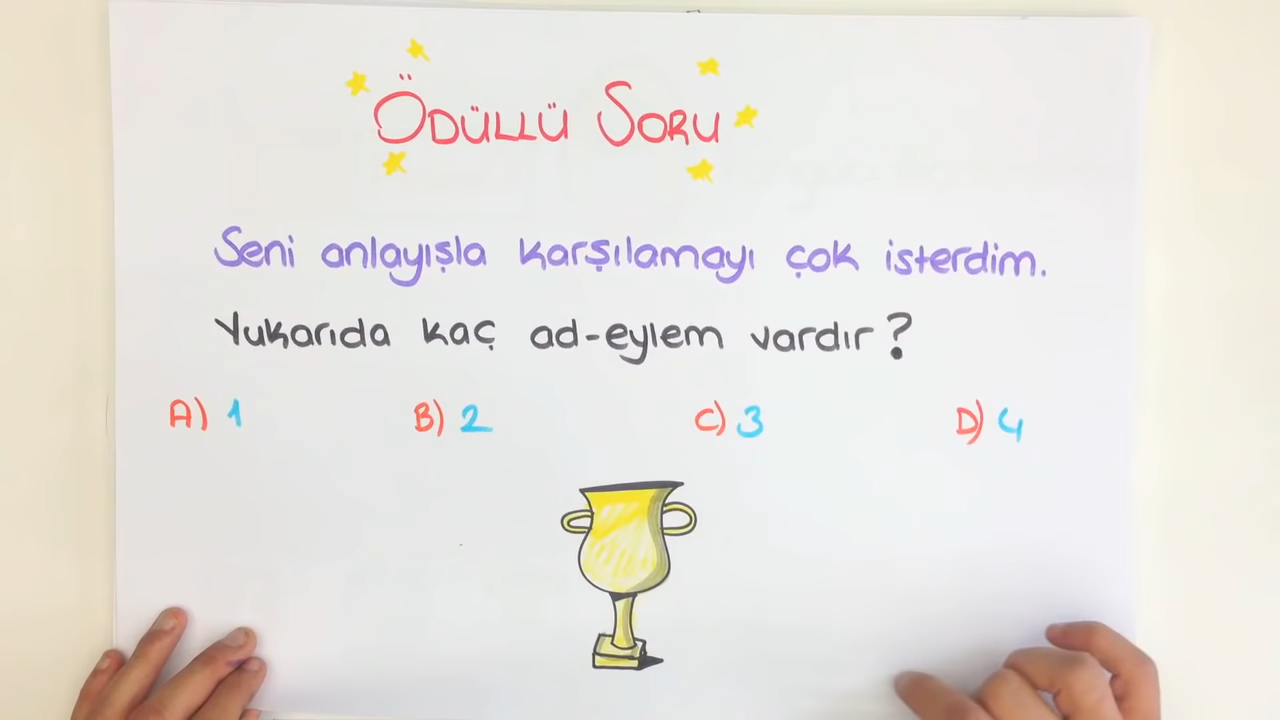 Ödüllü Soru
Seni anlayışla karşılamayı çok isterdim.
Yukarıda kaç ad-eylem vardır?
A) 1 B) 2 C) 3 D) 4